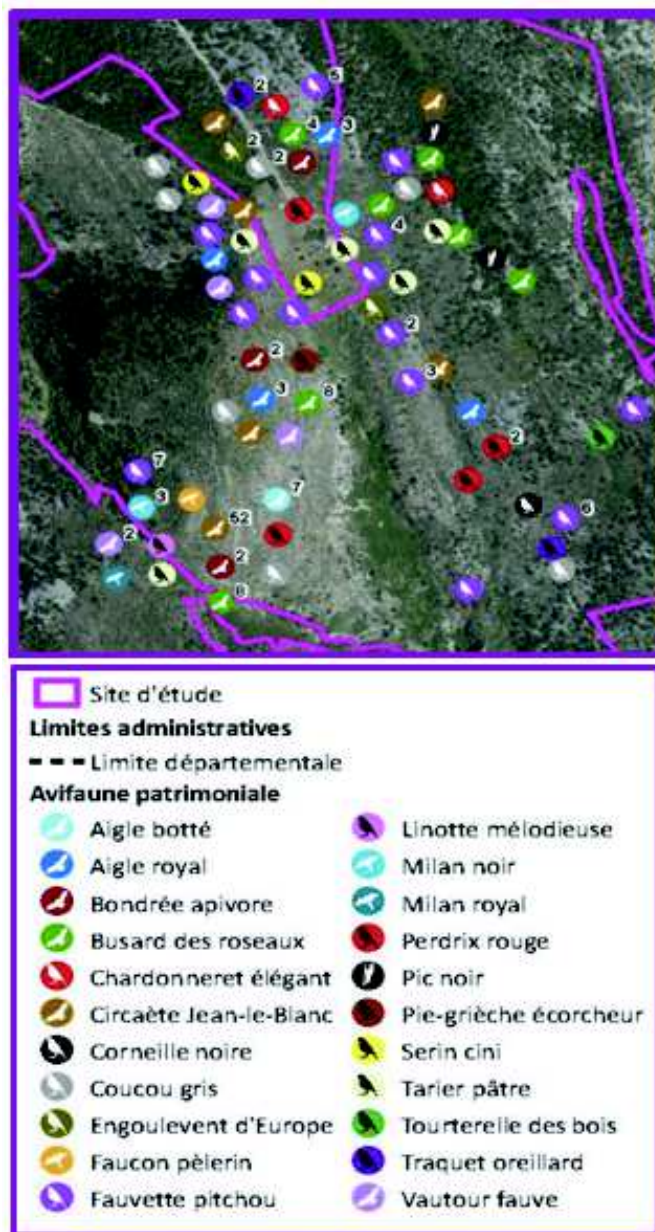 2
5
4
3
2
2
4
2
2
3
3
8
2
7
3
7
52
6
2
2
6
Site d'étude
Limites administratives
Limite départementale
Avifaune patrimoniale
Aigle botté
Aigle royal
Bondrée apivore
Busard des roseaux
Chardonneret élégant
Circaète Jean-le-Blanc
Corneille noire
Coucou gris
Engoulevent d'Europe
Faucon pèlerin
Fauvette pitchou
Linotte mélodieuse
Milan noir
Milan royal
Perdrix rouge
Pic noir
Pie-grièche écorcheur
Serin cini
Tarier pâtre
Tourterelle des bois
Traquet oreillard
Vautour fauve